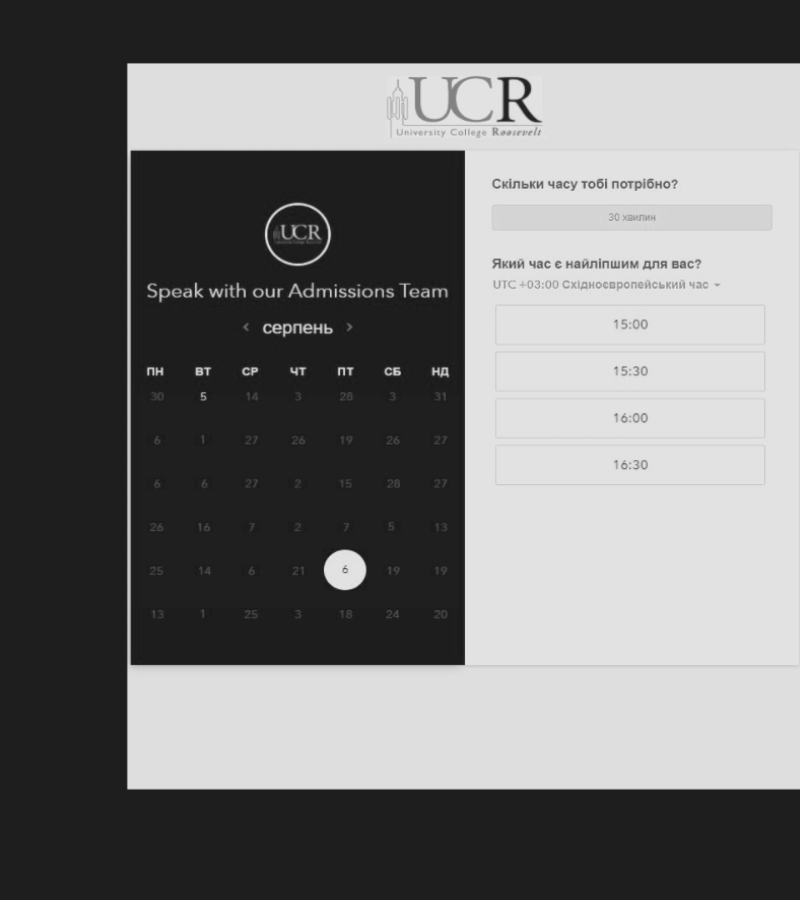 UCR
University College Roosevelt
UCR
Speak with our Admissions Team
серпень
ПН ВТ СР ЧТ ПТ СБ НД
30 5 14 3 28 3 31
6 1 27 26 19 26 27
6 6 27 2 15 28 27
26 16 7 2 7 5 13
25 14 6 21 6 19 19
13 1 25 3 18 24 20
Скільки часу тобі потрібно?
30 хвилин
Який час є найліпшим для вас?
UTC +03:00 Східноєвропейський час
15:00
15:30
16:00
16:30